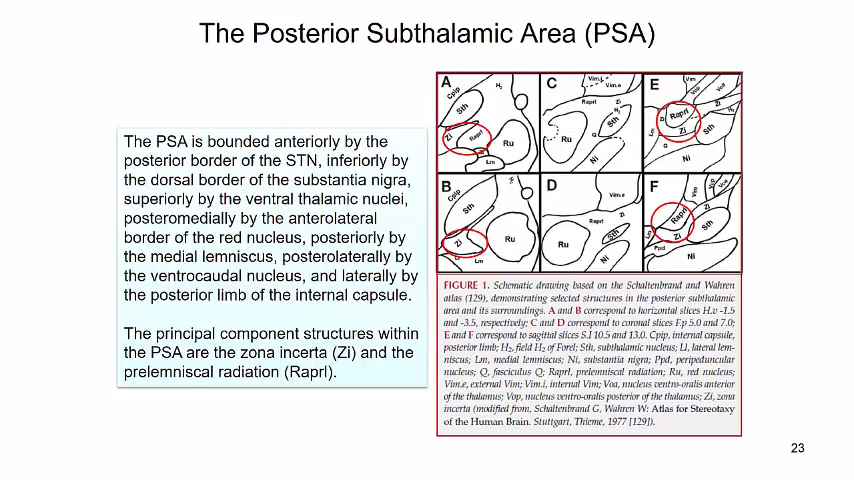 The Posterior Subthalamic Area (PSA)
The PSA is bounded anteriorly by the
posterior border of the STN, inferiorly by
the dorsal border of the substantia nigra,
superiorly by the ventral thalamic nuclei,
posteromedially by the anterolateral
border of the red nucleus, posteriorly by
the medial lemniscus, posterolaterally by
the ventrocaudal nucleus, and laterally by
the posterior limb of the internal capsule.
The principal component structures within
the PSA are the zona incerta (Zi) and the
prelemniscal radiation (Raprl).
A
Cpip
H₂
Sth
Zi
Raprl
Ru
Lm
C
Vim.i
Vim.e
Raprl
Zi
H₂
Sth
Q
Ru
Ni
E
Vim
Vop
Voa
Zi
H₂
Raprl
Zi
Lm
Zi
Sth
Q
Ni
B
Cpip
H₂
Sth
Zi
Ru
Ll
Lm
D
Vim.e
Raprl
Zi
Ru
Sth
Ni
F
Vim
Vop
Voa
Zi
Raprl
Sth
Zi
Ppd
Ni
FIGURE 1. Schematic drawing based on the Schaltenbrand and Wahren
atlas (129), demonstrating selected structures in the posterior subthalamic
area and its surroundings. A and B correspond to horizontal slices H.v -1.5
and -3.5, respectively; C and D correspond to coronal slices F.p 5.0 and 7.0;
E and F correspond to sagittal slices S.l 10.5 and 13.0. Cpip, internal capsule,
posterior limb; H₂, field H₂ of Forel; Sth, subthalamic nucleus; Ll, lateral lem-
niscus; Lm, medial lemniscus; Ni, substantia nigra; Ppd, peripeduncular
nucleus; Q, fasciculus Q; Raprl, prelemniscal radiation; Ru, red nucleus;
Vim.e, external Vim; Vim.i, internal Vim; Voa, nucleus ventro-oralis anterior
of the thalamus; Vop, nucleus ventro-oralis posterior of the thalamus; Zi, zona
incerta (modified from, Schaltenbrand G, Wahren W: Atlas for Stereotaxy
of the Human Brain. Stuttgart, Thieme, 1977 [129]).
23